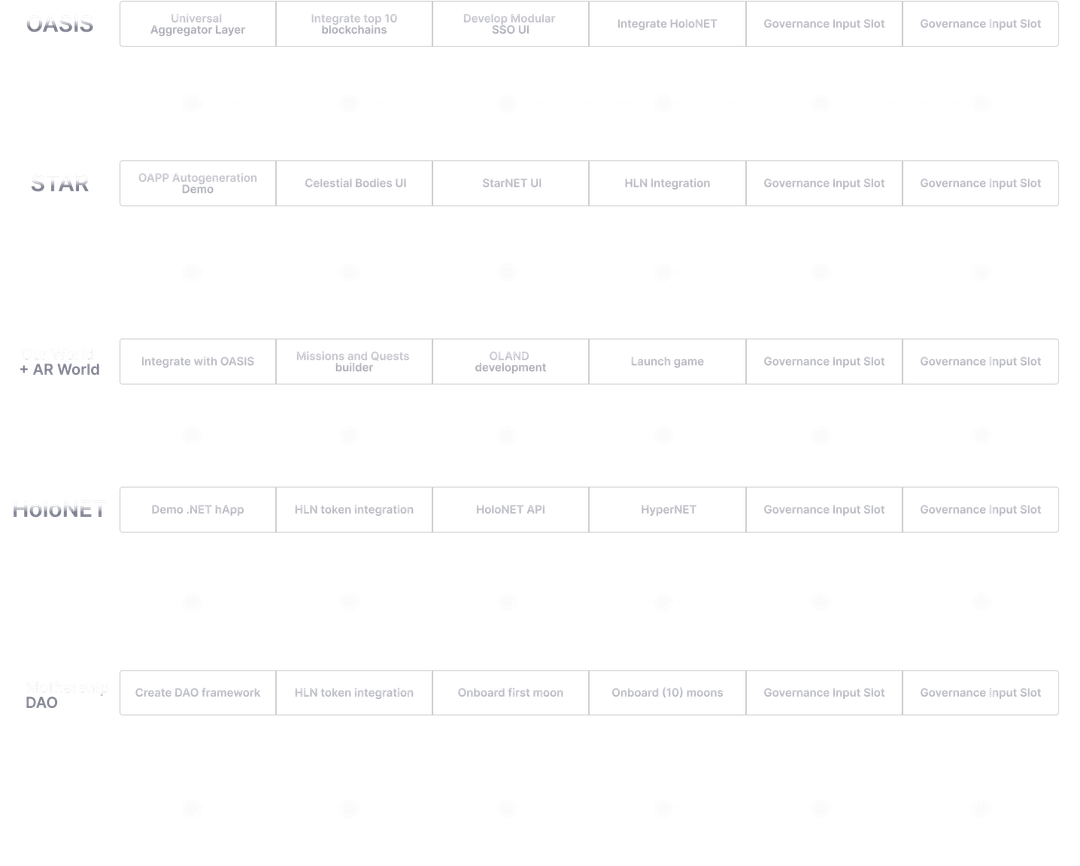 OASIS
Universal
Aggregator Layer
Integrate top 10
blockchains
Develop Modular
SSO UI
Integrate HoloNET
Governance Input Slot
Governance Input Slot
STAR
OAPP Autogeneration
Demo
Celestial Bodies UI
StarNET UI
HLN Integration
Governance Input Slot
Governance Input Slot
Our World
+ AR World
Integrate with OASIS
Missions and Quests
builder
OLAND
development
Launch game
Governance Input Slot
Governance Input Slot
HoloNET
Demo .NET hApp
HLN token integration
HoloNET API
HyperNET
Governance Input Slot
Governance Input Slot
Mothership
DAO
Create DAO framework
HLN token integration
Onboard first moon
Onboard (10) moons
Governance Input Slot
Governance Input Slot